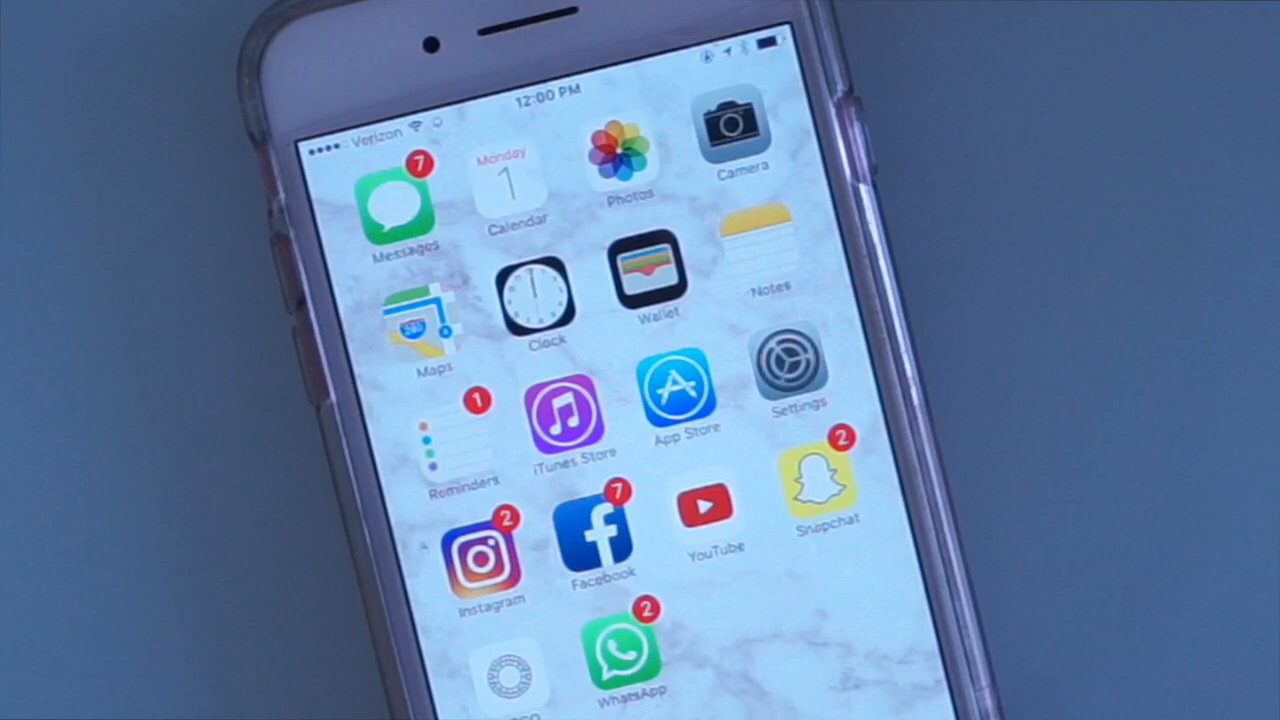 Verizon 12:00 PM
7
Monday
1
Messages Calendar Photos Camera
280
Maps Clock Wallet Notes
1
Reminders iTunes Store App Store Settings
2 7 2
Instagram Facebook YouTube Snapchat
2
WhatsApp